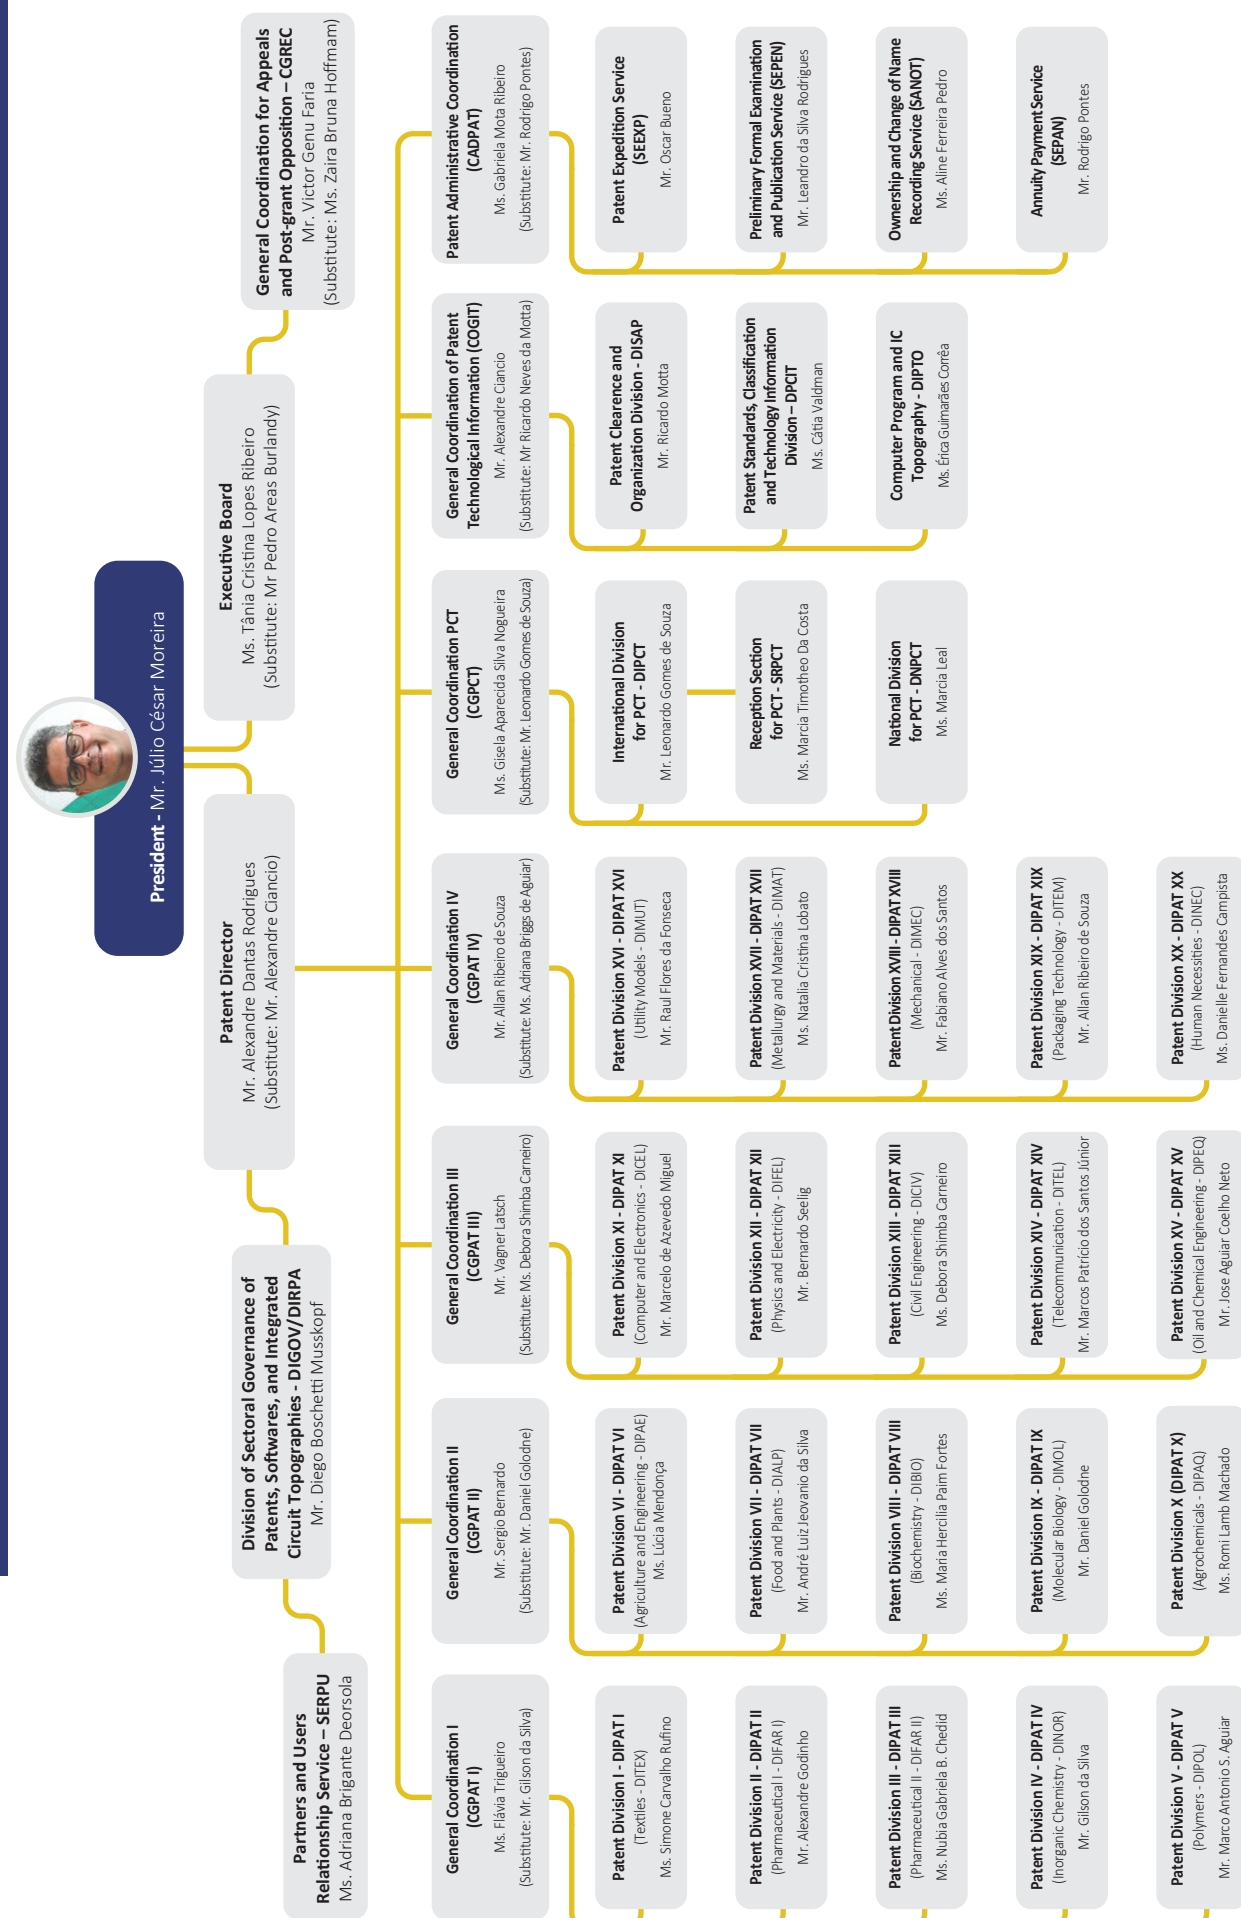 President - Mr. Júlio César Moreira
Patent Director
Mr. Alexandre Dantas Rodrigues
(Substitute: Mr. Alexandre Ciancio)
Executive Board
Ms. Tânia Cristina Lopes Ribeiro
(Substitute: Mr Pedro Areas Burlandy)
Partners and Users
Relationship Service – SERPU
Ms. Adriana Brigante Deorsola
Division of Sectoral Governance of
Patents, Softwares, and Integrated
Circuit Topographies - DIGOV/DIRPA
Mr. Diego Boschetti Musskopf
General Coordination for Appeals
and Post-grant Opposition – CGREC
Mr. Victor Genu Faria
(Substitute: Ms. Zaira Bruna Hoffmam)
General Coordination I
(CGPAT I)
Ms. Flávia Trigueiro
(Substitute: Mr. Gilson da Silva)
Patent Division I - DIPAT I
(Textiles - DITEX)
Ms. Simone Carvalho Rufino
Patent Division II - DIPAT II
(Pharmaceutical I - DIFAR I)
Mr. Alexandre Godinho
Patent Division III - DIPAT III
(Pharmaceutical II - DIFAR II)
Ms. Nubia Gabriela B. Chedid
Patent Division IV - DIPAT IV
(Inorganic Chemistry - DINOR)
Mr. Gilson da Silva
Patent Division V - DIPAT V
(Polymers - DIPOL)
Mr. Marco Antonio S. Aguiar
General Coordination II
(CGPAT II)
Mr. Sergio Bernardo
(Substitute: Mr. Daniel Golodne)
Patent Division VI - DIPAT VI
(Agriculture and Engineering - DIPAE)
Ms. Lúcia Mendonça
Patent Division VII - DIPAT VII
(Food and Plants - DIALP)
Mr. André Luiz Jeovanio da Silva
Patent Division VIII - DIPAT VIII
(Biochemistry - DIBIO)
Ms. Maria Hercilia Paim Fortes
Patent Division IX - DIPAT IX
(Molecular Biology - DIMOL)
Mr. Daniel Golodne
Patent Division X (DIPAT X)
(Agrochemicals - DIPAQ)
Ms. Romi Lamb Machado
General Coordination III
(CGPAT III)
Mr. Vagner Latsch
(Substitute: Ms. Debora Shimba Carneiro)
Patent Division XI - DIPAT XI
(Computer and Electronics - DICEL)
Mr. Marcelo de Azevedo Miguel
Patent Division XII - DIPAT XII
(Physics and Electricity - DIFEL)
Mr. Bernardo Seelig
Patent Division XIII - DIPAT XIII
(Civil Engineering - DICIV)
Ms. Debora Shimba Carneiro
Patent Division XIV - DIPAT XIV
(Telecommunication - DITEL)
Mr. Marcos Patrício dos Santos Júnior
Patent Division XV - DIPAT XV
(Oil and Chemical Engineering - DIPEQ)
Mr. Jose Aguiar Coelho Neto
General Coordination IV
(CGPAT IV)
Mr. Allan Ribeiro de Souza
(Substitute: Ms. Adriana Briggs de Aguiar)
Patent Division XVI - DIPAT XVI
(Utility Models - DIMUT)
Mr. Raul Flores da Fonseca
Patent Division XVII - DIPAT XVII
(Metallurgy and Materials - DIMAT)
Ms. Natalia Cristina Lobato
Patent Division XVIII - DIPAT XVIII
(Mechanical - DIMEC)
Mr. Fabiano Alves dos Santos
Patent Division XIX - DIPAT XIX
(Packaging Technology - DITEM)
Mr. Allan Ribeiro de Souza
Patent Division XX - DIPAT XX
(Human Necessities - DINEC)
Ms. Danielle Fernandes Campista
General Coordination PCT
(CGPCT)
Ms. Gisela Aparecida Silva Nogueira
(Substitute: Mr. Leonardo Gomes de Souza)
International Division
for PCT - DIPCT
Mr. Leonardo Gomes de Souza
Reception Section
for PCT - SRPCT
Ms. Marcia Timotheo Da Costa
National Division
for PCT - DNPCT
Ms. Marcia Leal
General Coordination of Patent
Technological Information (COGIT)
Mr. Alexandre Ciancio
(Substitute: Mr Ricardo Neves da Motta)
Patent Clearence and
Organization Division - DISAP
Mr. Ricardo Motta
Patent Standards, Classification
and Technology Information
Division – DPCIT
Ms. Cátia Valdman
Computer Program and IC
Topography - DIPTO
Ms. Érica Guimarães Corrêa
Patent Administrative Coordination
(CADPAT)
Ms. Gabriela Mota Ribeiro
(Substitute: Mr. Rodrigo Pontes)
Patent Expedition Service
(SEEXP)
Mr. Oscar Bueno
Preliminary Formal Examination
and Publication Service (SEPEN)
Mr. Leandro da Silva Rodrigues
Ownership and Change of Name
Recording Service (SANOT)
Ms. Aline Ferreira Pedro
Annuity Payment Service
(SEPAN)
Mr. Rodrigo Pontes